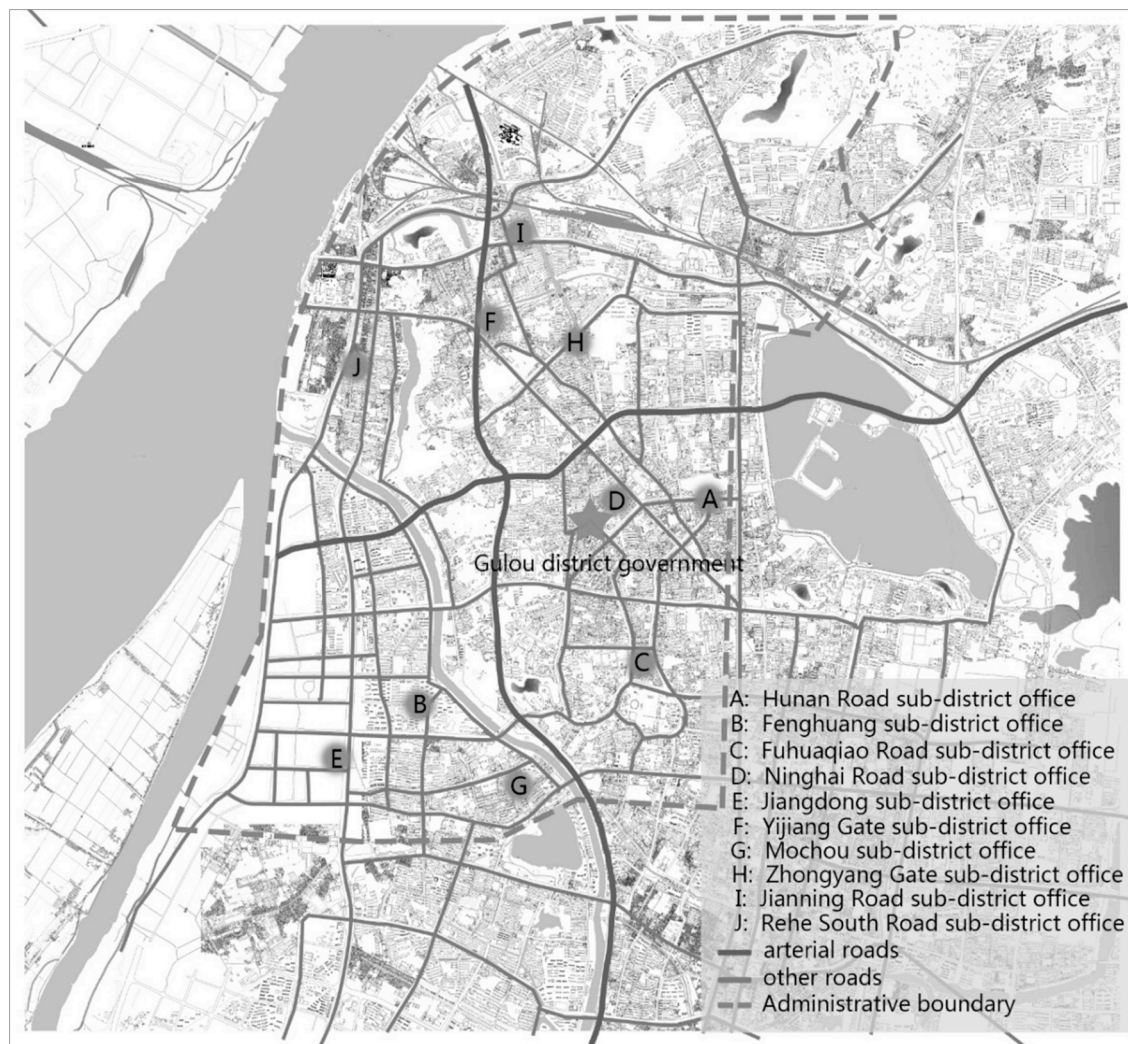 I
F
H
J
D
A
Gulou district government
C
B
E
G
A: Hunan Road sub-district office
B: Fenghuang sub-district office
C: Fuhuaqiao Road sub-district office
D: Ninghai Road sub-district office
E: Jiangdong sub-district office
F: Yijiang Gate sub-district office
G: Mochou sub-district office
H: Zhongyang Gate sub-district office
I: Jianning Road sub-district office
J: Rehe South Road sub-district office
arterial roads
other roads
Administrative boundary